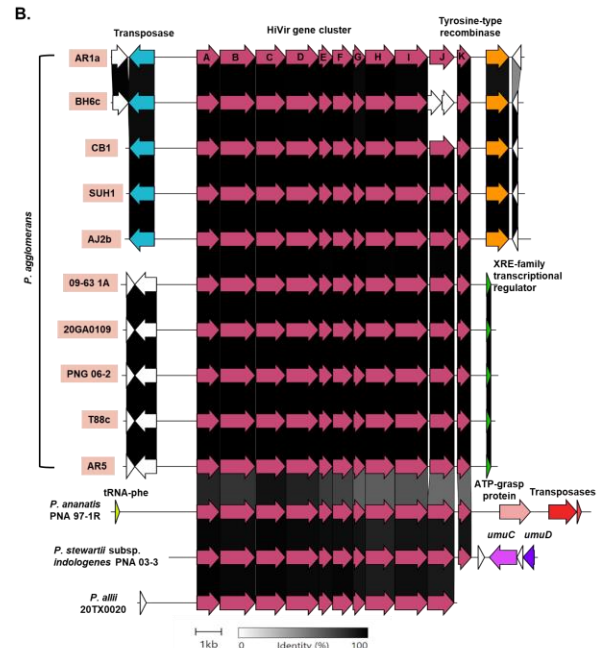 B.
Transposase
HiVir gene cluster
Tyrosine-type
recombinase
AR1a
A B C D E F G H I J K
BH6c
CB1
SUH1
AJ2b
P. agglomerans
09-63 1A
XRE-family
transcriptional
regulator
20GA0109
PNG 06-2
T88c
AR5
tRNA-phe
ATP-grasp
protein
Transposases
P. ananatis
PNA 97-1R
P. stewartii subsp.
indologenes PNA 03-3
umuC umuD
P. allii
20TX0020
1kb
0 Identity (%) 100